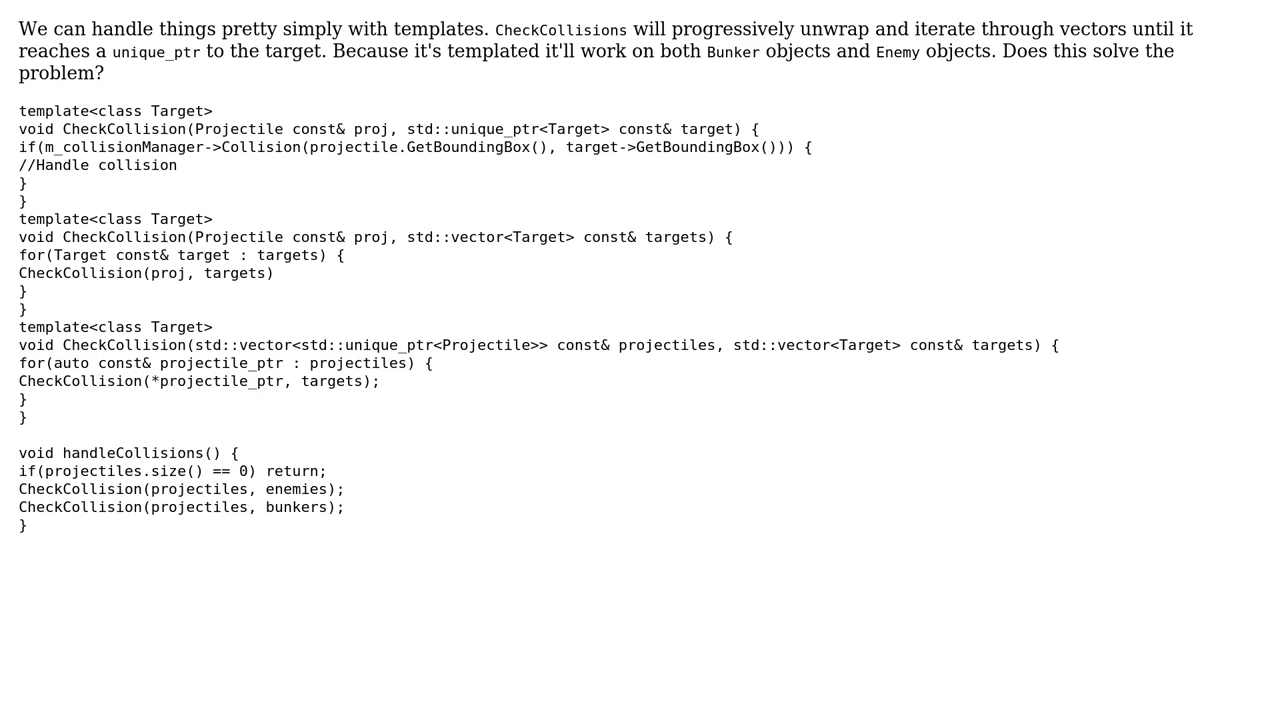 We can handle things pretty simply with templates. CheckCollisions will progressively unwrap and iterate through vectors until it
reaches a unique_ptr to the target. Because it's templated it'll work on both Bunker objects and Enemy objects. Does this solve the
problem?
template<class Target>
void CheckCollision(Projectile const& proj, std::unique_ptr<Target> const& target) {
if(m_collisionManager->Collision(projectile.GetBoundingBox(), target->GetBoundingBox())) {
//Handle collision
}
}
template<class Target>
void CheckCollision(Projectile const& proj, std::vector<Target> const& targets) {
for(Target const& target : targets) {
CheckCollision(proj, targets)
}
}
template<class Target>
void CheckCollision(std::vector<std::unique_ptr<Projectile>> const& projectiles, std::vector<Target> const& targets) {
for(auto const& projectile_ptr : projectiles) {
CheckCollision(*projectile_ptr, targets);
}
}
void handleCollisions() {
if(projectiles.size() == 0) return;
CheckCollision(projectiles, enemies);
CheckCollision(projectiles, bunkers);
}